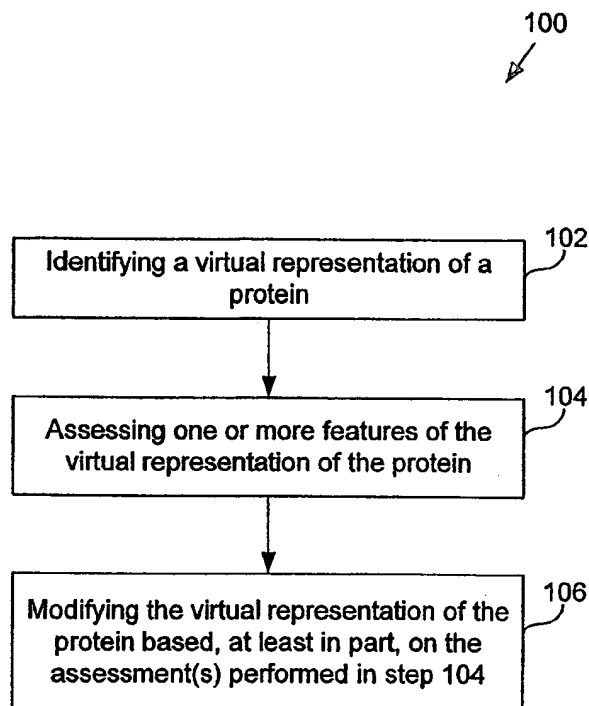 100
102
Identifying a virtual representation of a
protein
104
Assessing one or more features of the
virtual representation of the protein
106
Modifying the virtual representation of the
protein based, at least in part, on the
assessment(s) performed in step 104